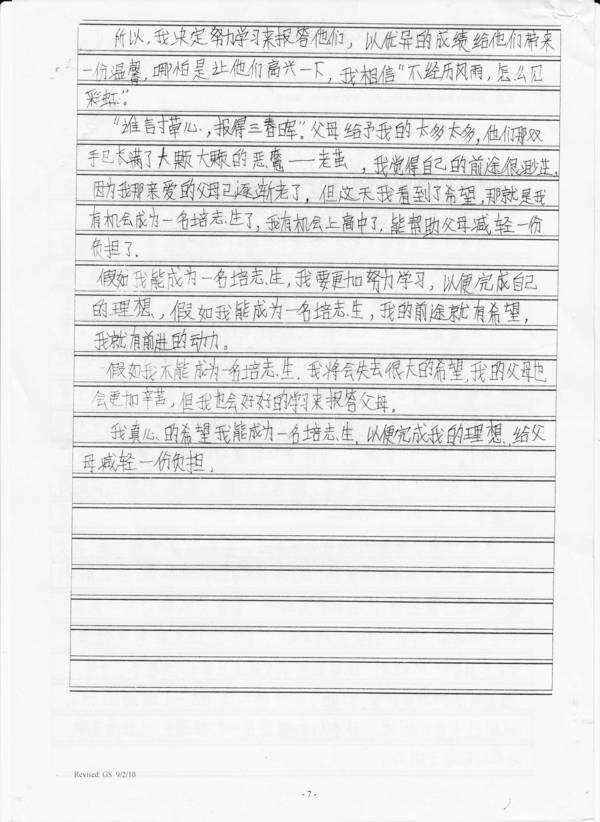 所以,我决定努力学习来报答他们,以优异的成绩给他们带来
一份温馨,哪怕是让他们高兴一下,我相信“不经历风雨,怎么见
彩虹”。
“谁言寸草心,报得三春晖”。父母给予我的太多太多,他们那双
手已长满了大颗大颗的恶魔——老茧,我觉得自己的前途很渺茫,
因为我那亲爱的父母已逐渐老了,但这天我看到了希望,那就是我
有机会成为一名培志生了,我有机会上高中了,能帮助父母减轻一份
负担了。
假如我能成为一名培志生,我要更加努力学习,以便完成自己
的理想、假如我能成为一名培志生,我的前途就有希望,
我就有前进的动力。
假如我不能成为一名培志生,我将会失去很大的希望,我的父母也
会更加辛苦,但我也会好好的学习来报答父母。
我真心的希望我能成为一名培志生,以便完成我的理想、给父
母减轻一份负担.
Revised: GS 9/2/10
- 7 -